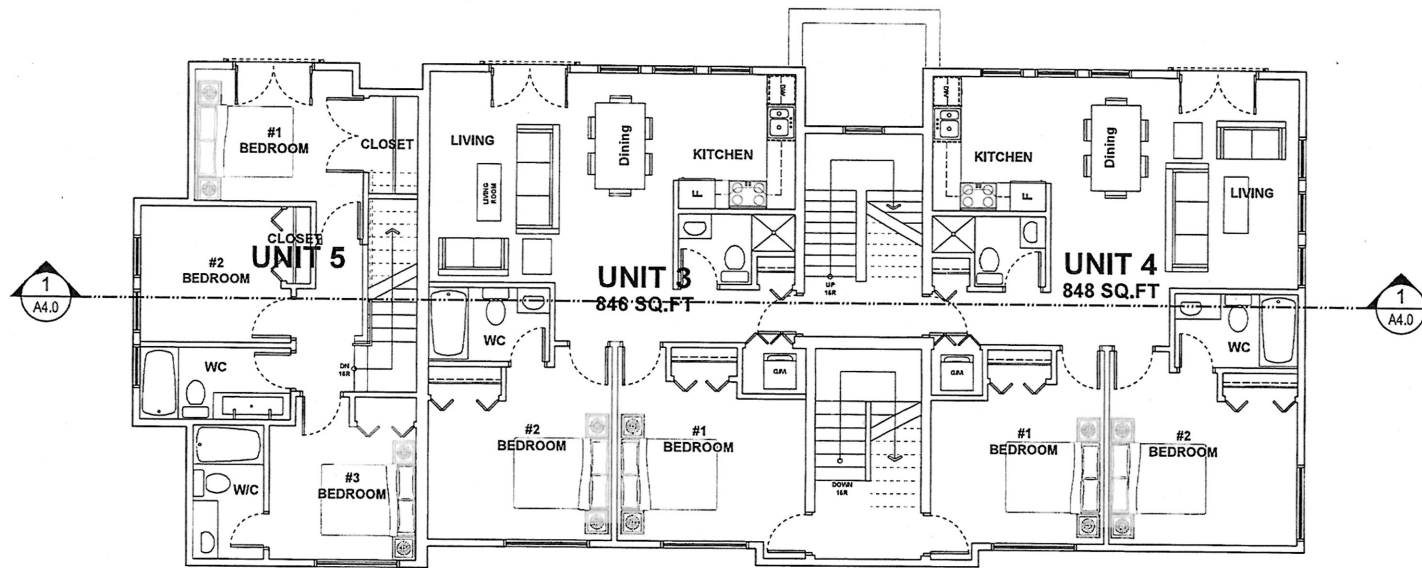 #1
BEDROOM
CLOSET
CLOSET
UNIT 5
#2
BEDROOM
1
A4.0
WC
DN
16R
W/C
#3
BEDROOM
LIVING
LIVING
ROOM
Dining
KITCHEN
DW
F
UNIT 3
846 SQ.FT
WC
#2
BEDROOM
#1
BEDROOM
W/D
UP
16R
DOWN
16R
DW
KITCHEN
F
Dining
LIVING
UNIT 4
848 SQ.FT
WC
W/D
#1
BEDROOM
#2
BEDROOM
1
A4.0